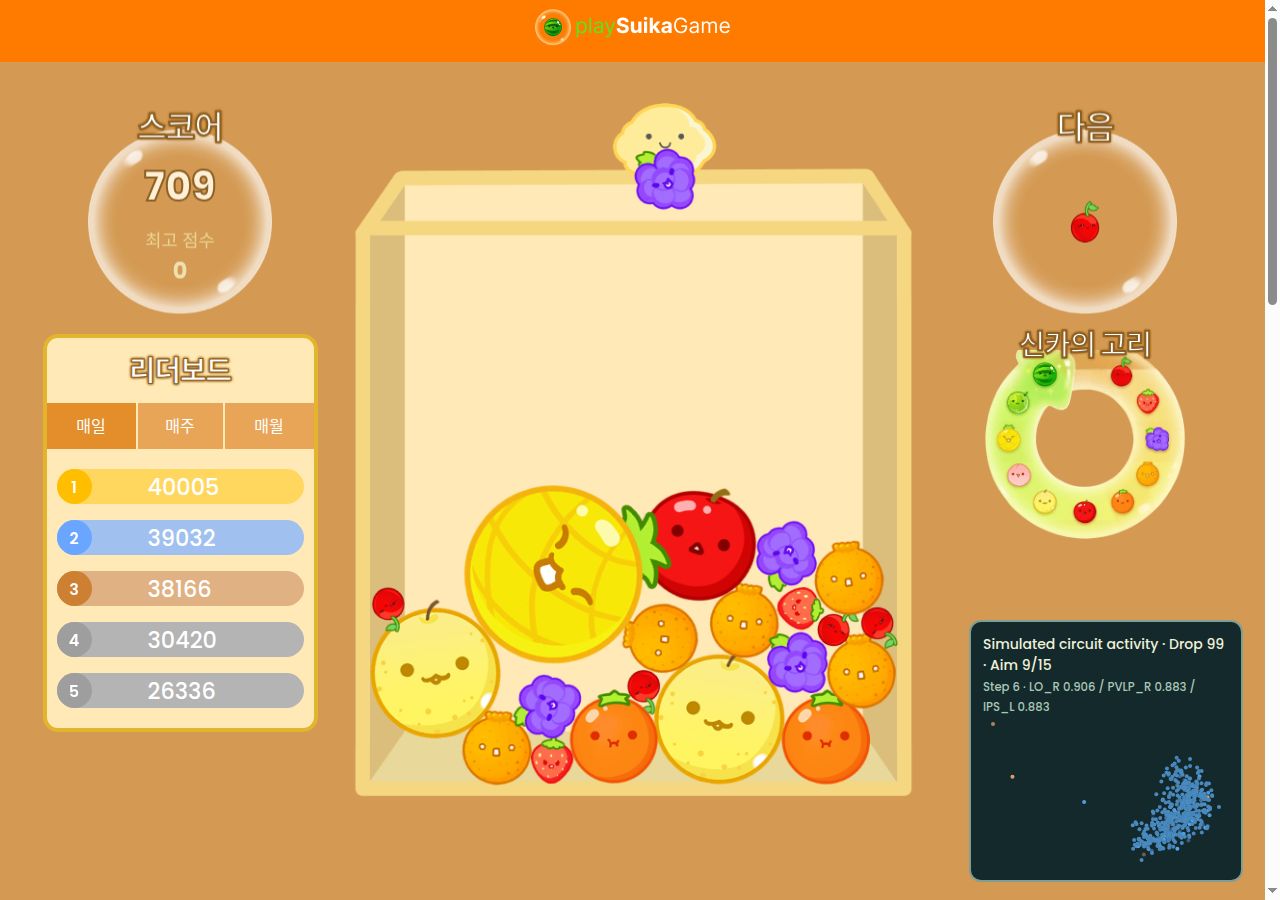 playSuikaGame
스코어
709
최고 점수
0
다음
신카의 고리
리더보드
매일 매주 매월
1 40005
2 39032
3 38166
4 30420
5 26336
Simulated circuit activity · Drop 99
· Aim 9/15
Step 6 · LO_R 0.906 / PVLP_R 0.883 /
IPS_L 0.883